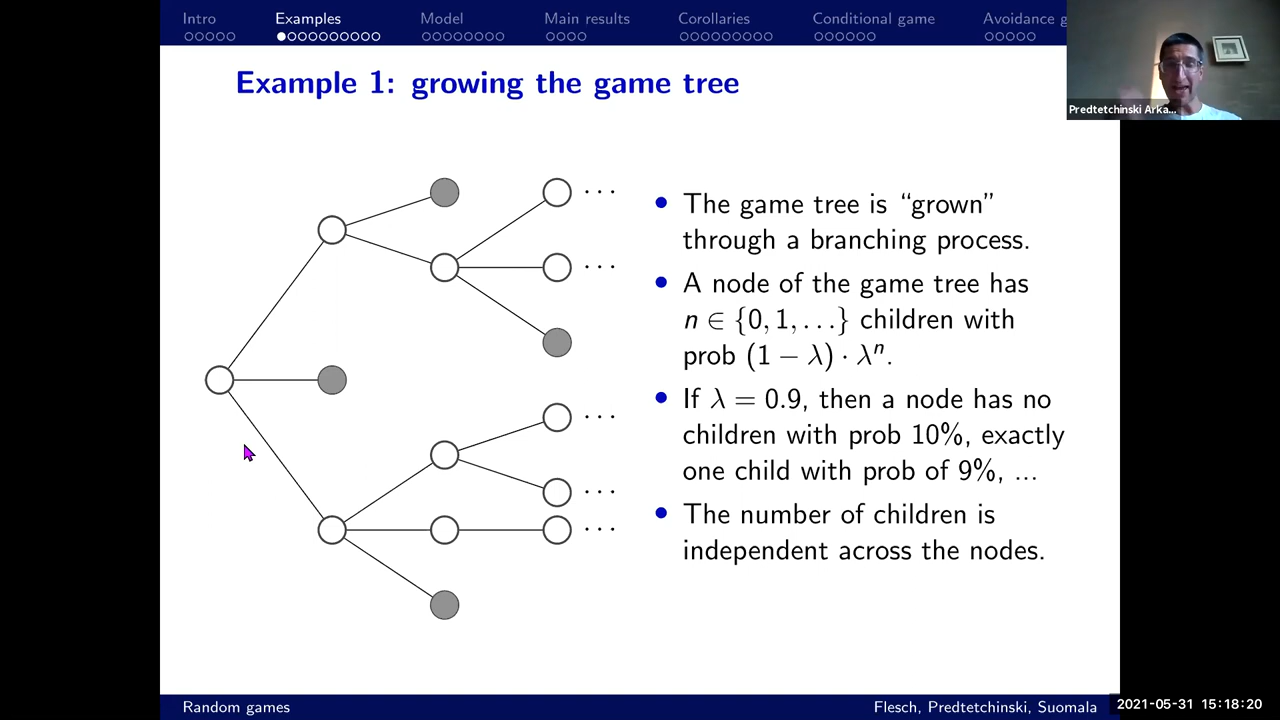 Intro Examples Model Main results Corollaries Conditional game Avoidance g
Predtetchinski Arka...
Example 1: growing the game tree
• The game tree is “grown”
through a branching process.
• A node of the game tree has
n ∈ {0, 1, . . .} children with
prob (1 − λ) · λⁿ.
• If λ = 0.9, then a node has no
children with prob 10%, exactly
one child with prob of 9%, ...
• The number of children is
independent across the nodes.
· · ·
· · ·
· · ·
· · ·
· · ·
Random games Flesch, Predtetchinski, Suomala
2021-05-31 15:18:20